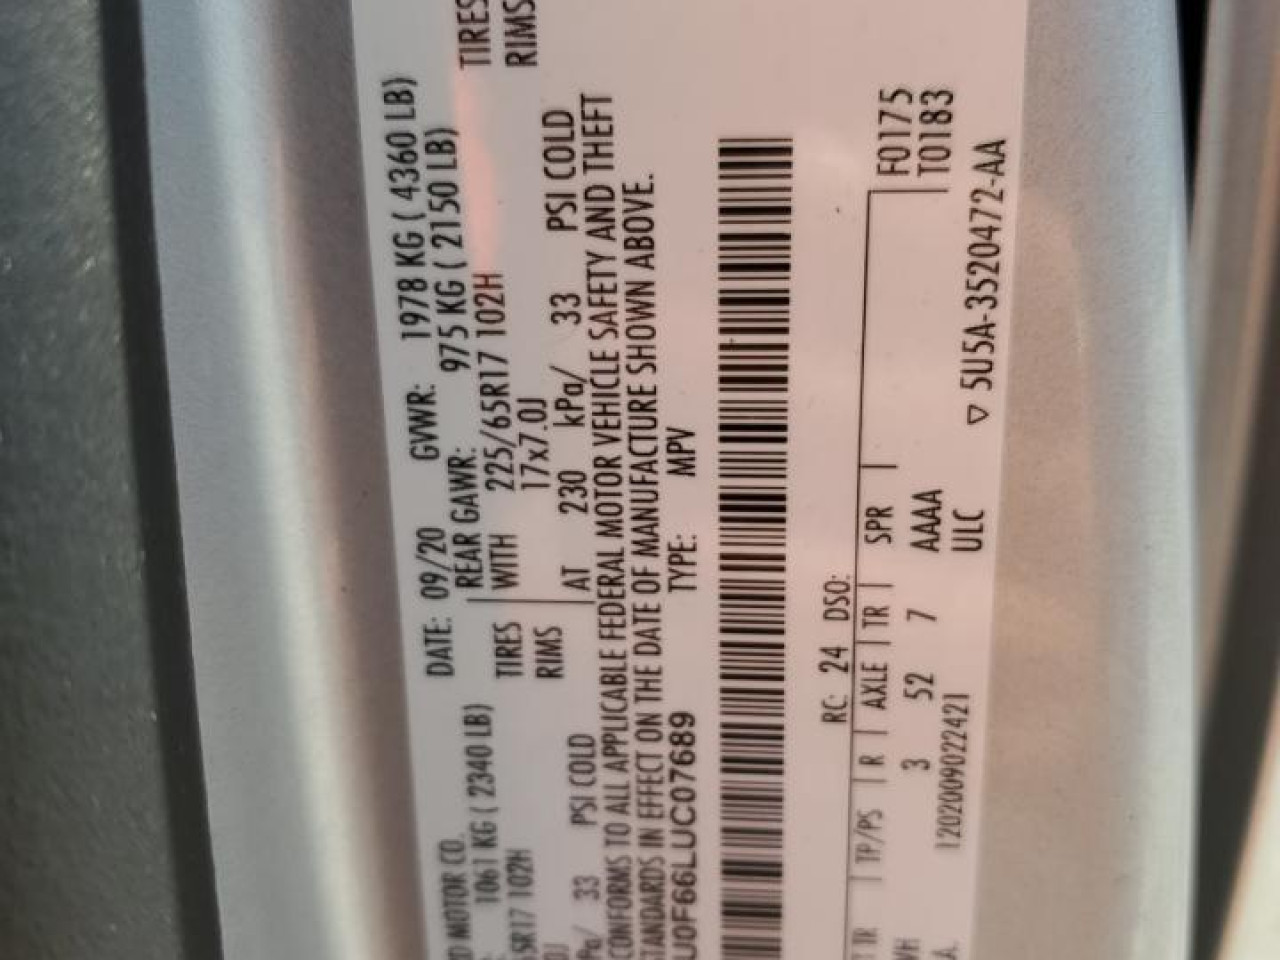 MOTOR CO. DATE: 09/20 GVWR: 1978 KG ( 4360 LB)
1061 KG ( 2340 LB) REAR GAWR: 975 KG ( 2150 LB)
5R17 102H TIRES WITH 225/65R17 102H TIRES
RIMS 17x7.0J RIMS
33 PSI COLD AT 230 kPa/ 33 PSI COLD
CONFORMS TO ALL APPLICABLE FEDERAL MOTOR VEHICLE SAFETY AND THEFT
STANDARDS IN EFFECT ON THE DATE OF MANUFACTURE SHOWN ABOVE.
U0F66LUC07689 TYPE: MPV
RC: 24 DSO:
TR | TP/PS | R | AXLE | TR | SPR | F0175
3 52 7 AAAA T0183
1202009022421 ULC
▽ 5U5A-3520472-AA